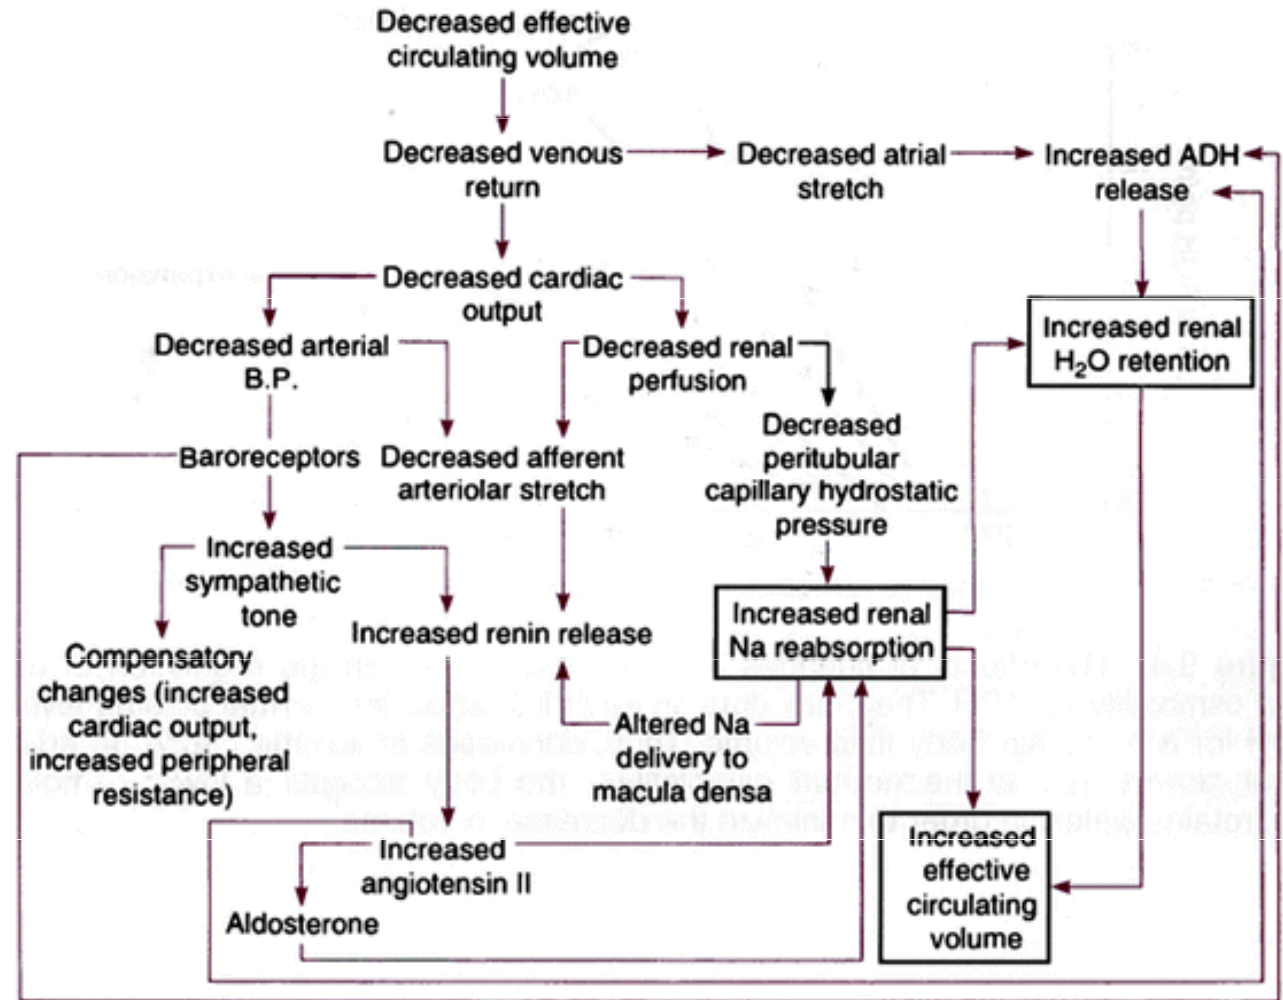 Decreased effective
circulating volume
Decreased venous
return
Decreased atrial
stretch
Increased ADH
release
Decreased cardiac
output
Decreased arterial
B.P.
Decreased renal
perfusion
Increased renal
H₂O retention
Baroreceptors
Decreased afferent
arteriolar stretch
Decreased
peritubular
capillary hydrostatic
pressure
Increased
sympathetic
tone
Increased renin release
Increased renal
Na reabsorption
Compensatory
changes (increased
cardiac output,
increased peripheral
resistance)
Altered Na
delivery to
macula densa
Increased
angiotensin II
Increased
effective
circulating
volume
Aldosterone